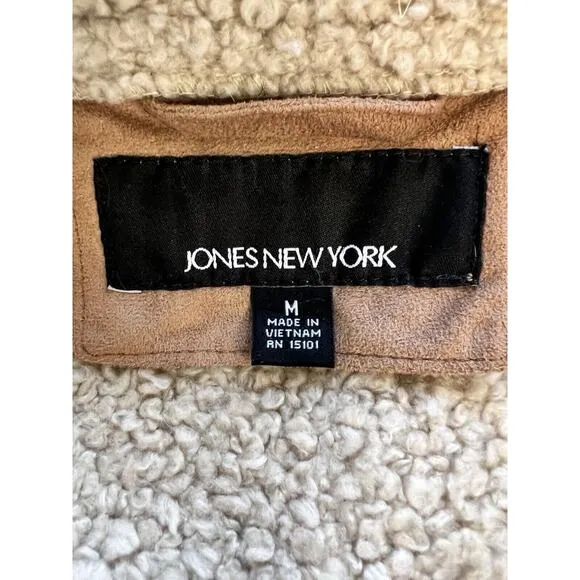 JONES NEW YORK
M
MADE IN
VIETNAM
RN 15101